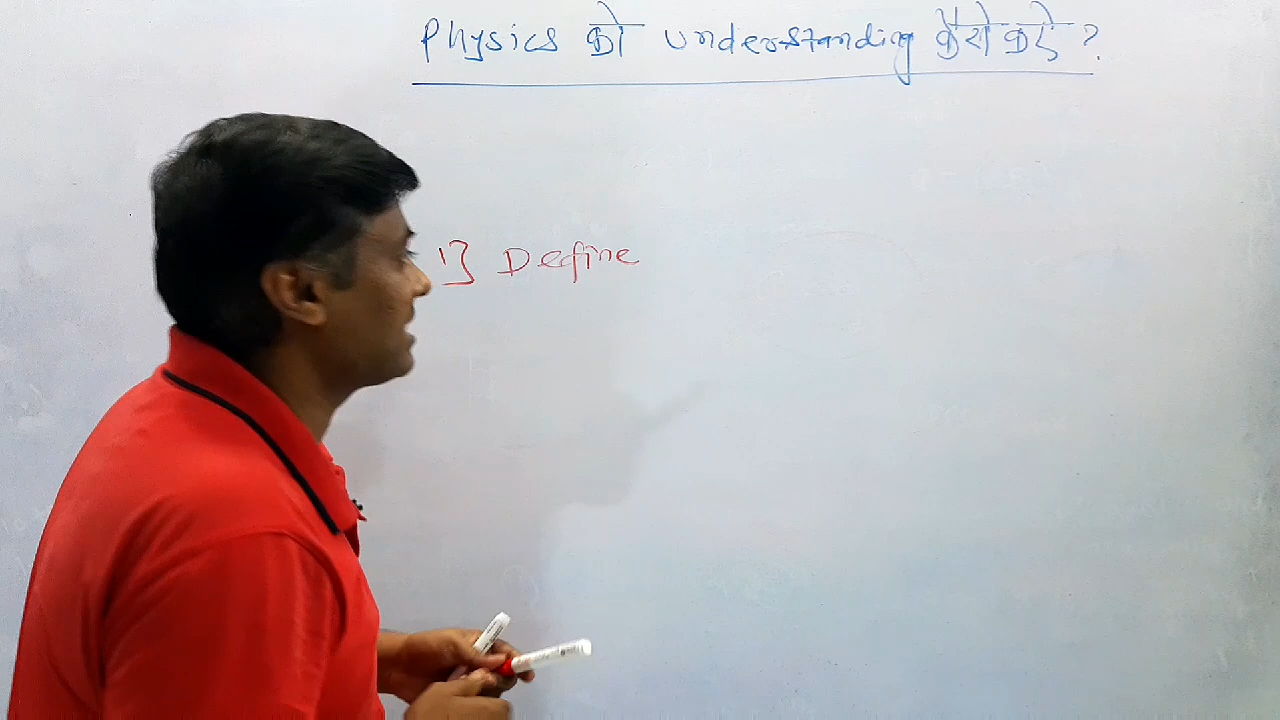 Physics को understanding कैसे करे ?
1] Define